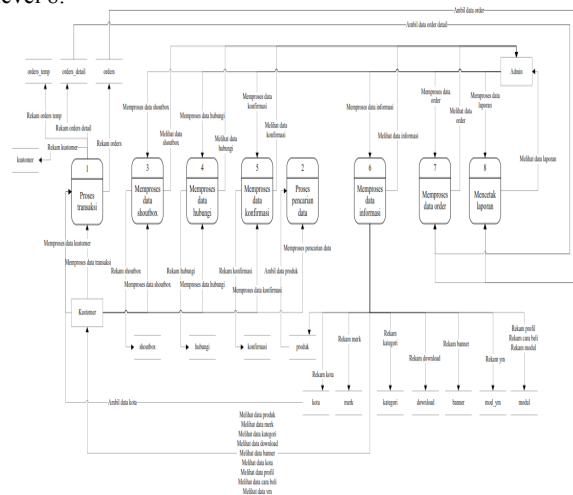 level 0.
Ambil data order
Ambil data order detail
orders_temp
orders_detail
orders
Admin
Rekam orders temp
Rekam orders detail
Rekam orders
Rekam kustomer
kustomer
Memproses data shoutbox
Melihat data
shoutbox
Memproses data hubungi
Melihat data
hubungi
Memproses data
konfirmasi
Melihat data
konfirmasi
Memproses data informasi
Melihat data informasi
Memproses data
order
Melihat data
order
Memproses data
laporan
Melihat data laporan
1
Proses
transaksi
3
Memproses
data
shoutbox
4
Memproses
data
hubungi
5
Memproses
data
konfirmasi
2
Proses
pencarian
data
6
Memproses
data
informasi
7
Memproses
data order
8
Mencetak
laporan
Memproses data kustomer
Memproses data transaksi
Rekam shoutbox
Memproses data shoutbox
Rekam hubungi
Memproses data hubungi
Rekam konfirmasi
Memproses data konfirmasi
Ambil data produk
Memproses pencarian data
Kustomer
shoutbox
hubungi
konfirmasi
produk
Rekam kota
Rekam merk
Rekam
kategori
Rekam download
Rekam banner
Rekam ym
Rekam profil
Rekam cara beli
Rekam modul
Ambil data kota
kota
merk
kategori
download
banner
mod_ym
modul
Melihat data produk
Melihat data merk
Melihat data kategori
Melihat data download
Melihat data banner
Melihat data kota
Melihat data profil
Melihat data cara beli
Melihat data ym